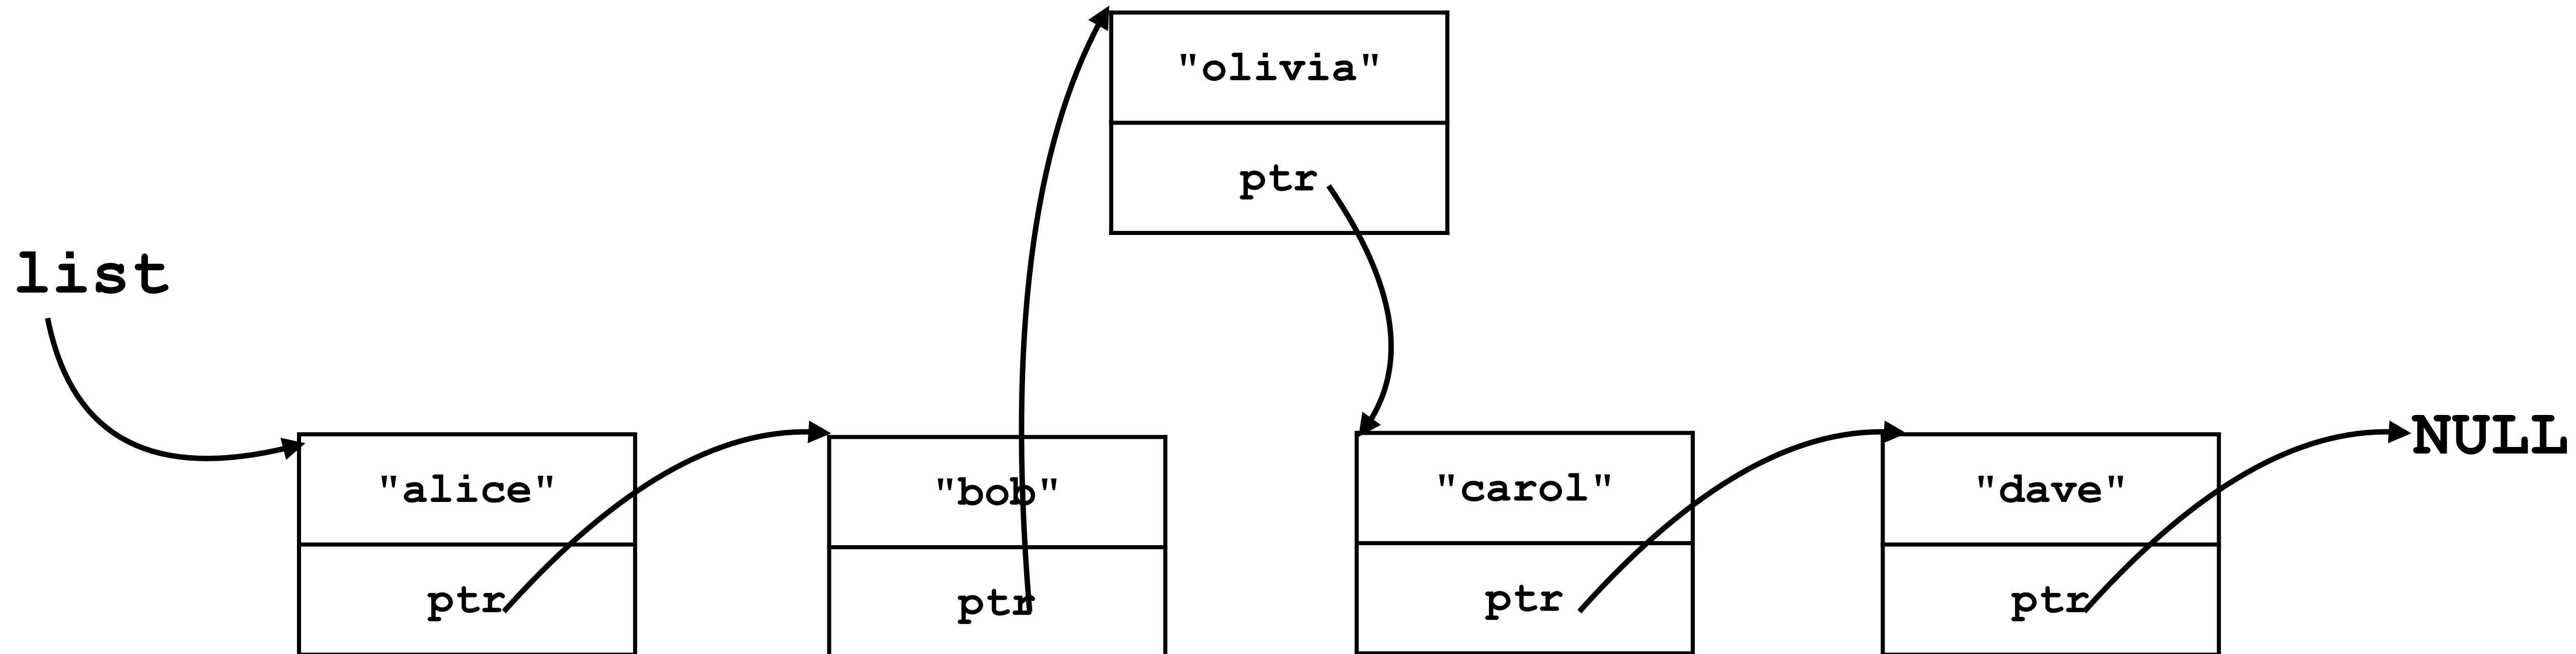 "olivia"
ptr
list
NULL
"alice"
"bob"
"carol"
"dave"
ptr
ptr
ptr
ptr